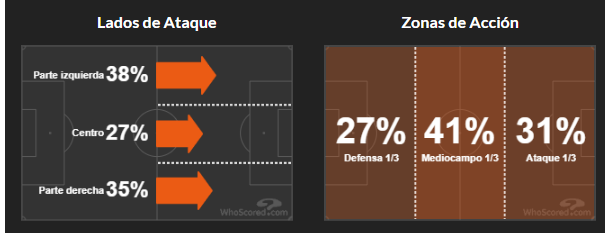 Lados de Ataque
Parte izquierda 38%
Centro 27%
Parte derecha 35%
WhoScored.com
Zonas de Acción
27%
Defensa 1/3
41%
Mediocampo 1/3
31%
Ataque 1/3
WhoScored.com